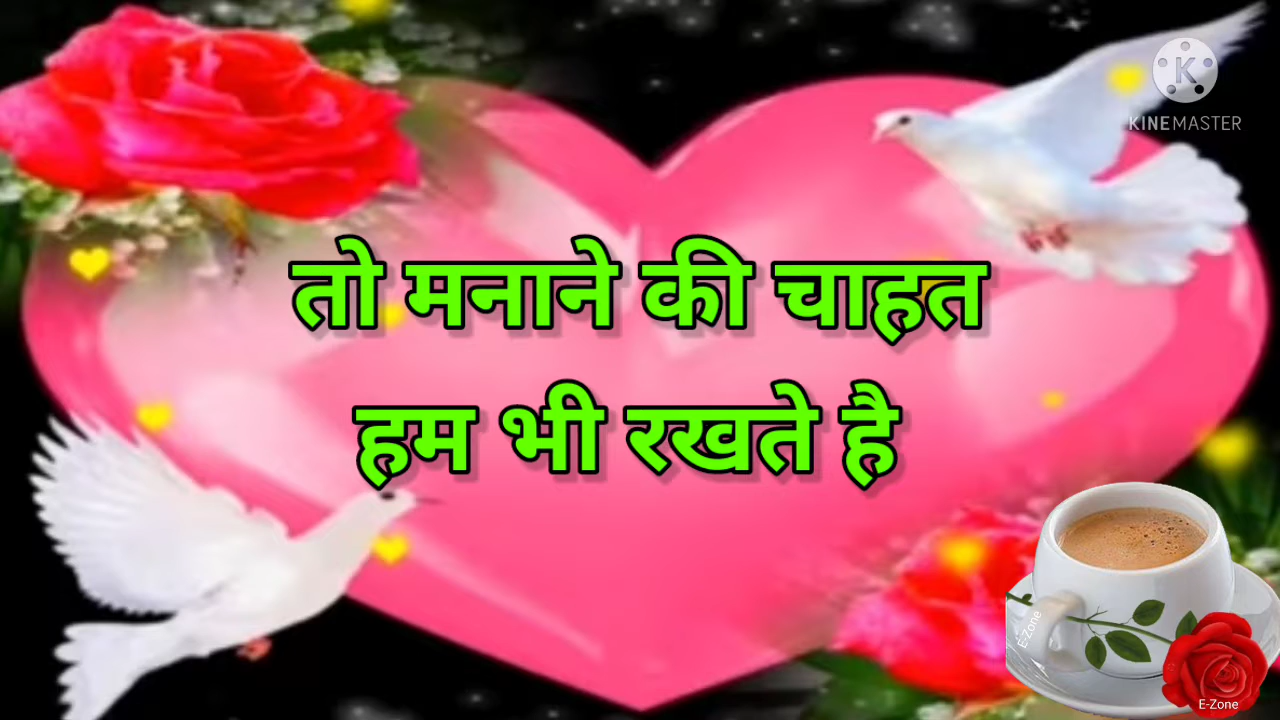 KINEMASTER
तो मनाने की चाहत
हम भी रखते है
E-Zone
E-Zone